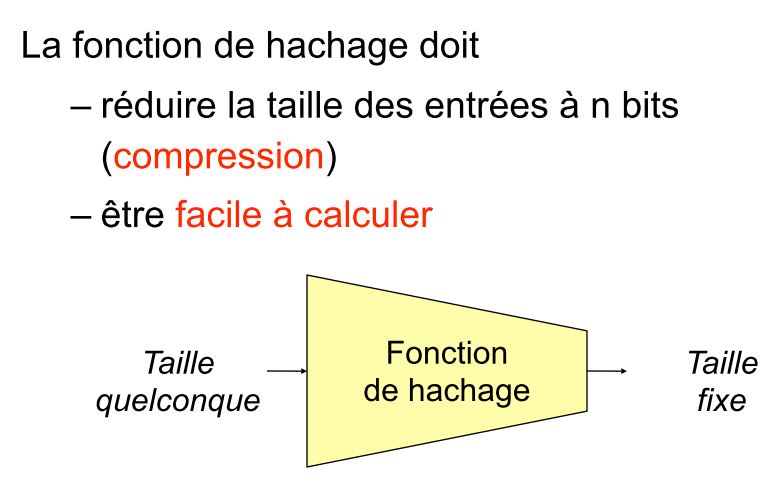 La fonction de hachage doit
– réduire la taille des entrées à n bits
(compression)
– être facile à calculer
Taille
quelconque
Fonction
de hachage
Taille
fixe